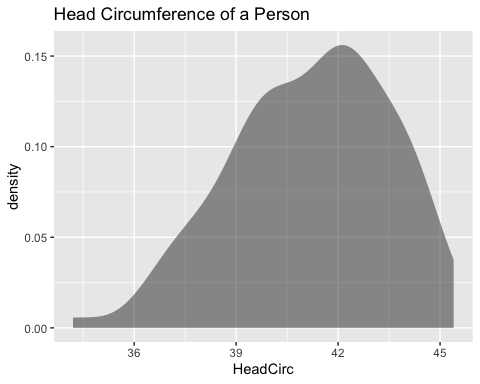 Head Circumference of a Person
density
0.15
0.10
0.05
0.00
36 39 42 45
HeadCirc